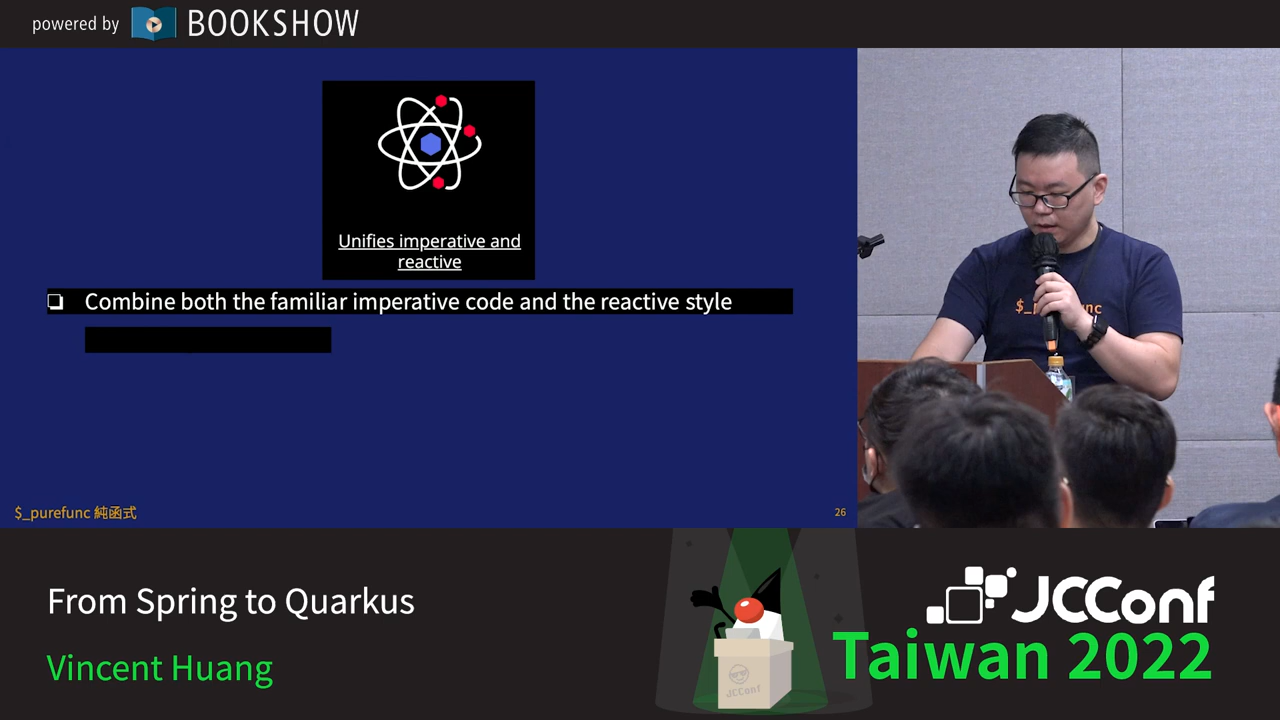 powered by BOOKSHOW
Unifies imperative and
reactive
❏ Combine both the familiar imperative code and the reactive style
$_purefunc 純函式
26
From Spring to Quarkus
Vincent Huang
JCConf
Taiwan 2022
JCConf